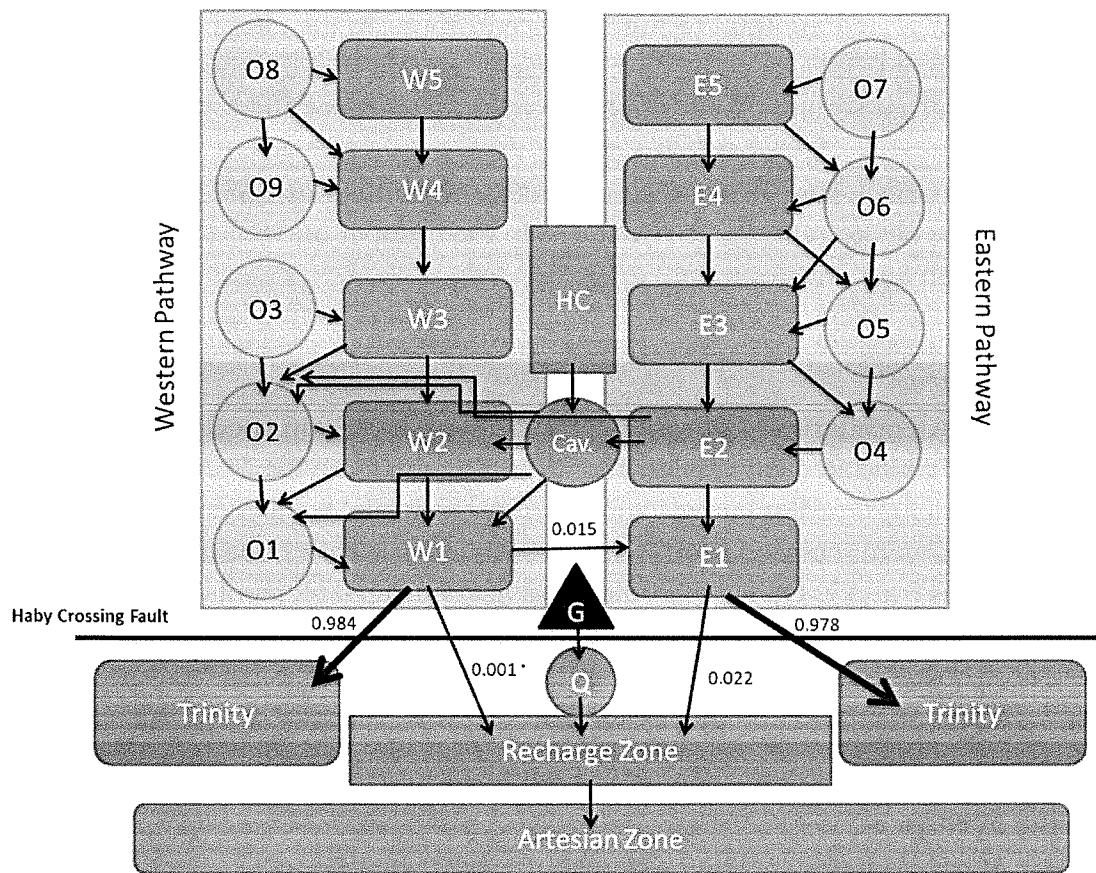 O8
W5
E5
O7
O9
W4
E4
O6
Western Pathway
Eastern Pathway
O3
W3
HC
E3
O5
O2
W2
Cav.
E2
O4
O1
W1
0.015
E1
G
Haby Crossing Fault
0.984
0.978
0.001*
Q
0.022
Trinity
Trinity
Recharge Zone
Artesian Zone